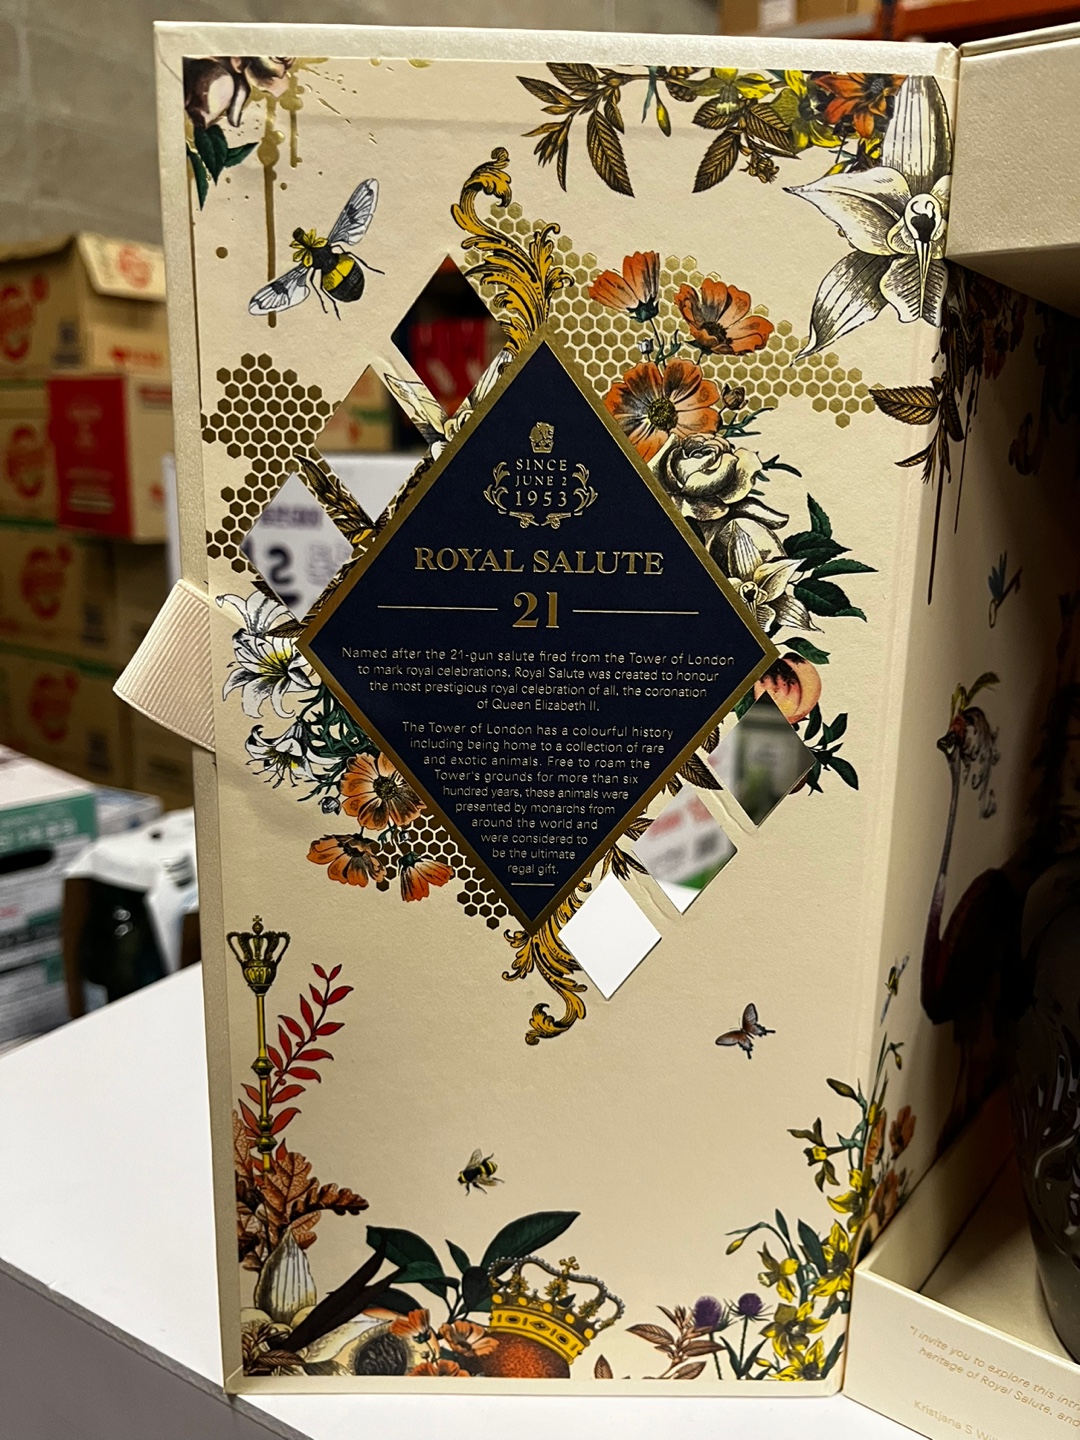 SINCE
JUNE 2
1953
ROYAL SALUTE
21
Named after the 21-gun salute fired from the Tower of London
to mark royal celebrations, Royal Salute was created to honour
the most prestigious royal celebration of all, the coronation
of Queen Elizabeth II.
The Tower of London has a colourful history
including being home to a collection of rare
and exotic animals. Free to roam the
Tower's grounds for more than six
hundred years, these animals were
presented by monarchs from
around the world and
were considered to
be the ultimate
regal gift.
"I invite you to explore this
heritage of Royal Salute, and
Kristjana S